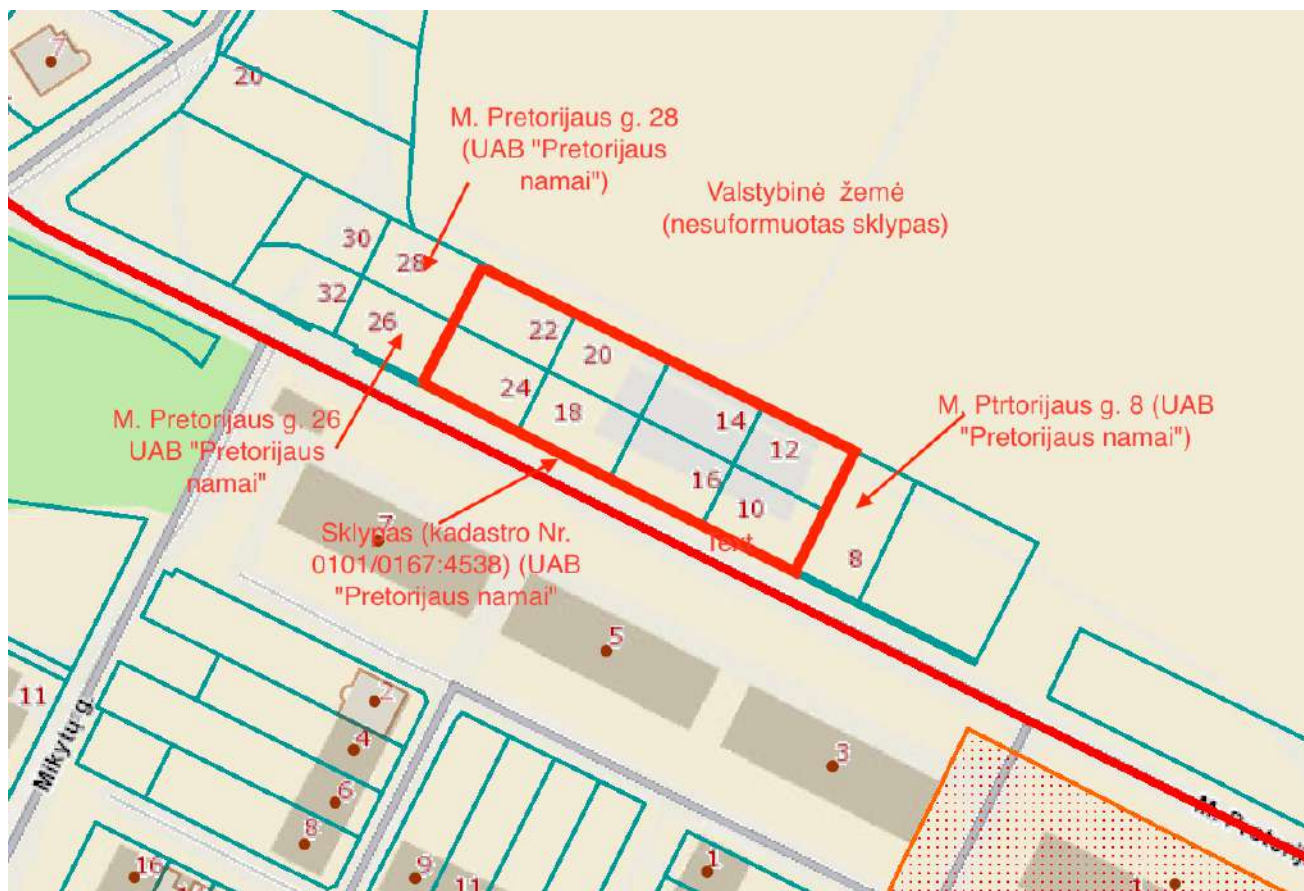 7
20
M. Pretorijaus g. 28
(UAB "Pretorijaus
namai")
Valstybinė žemė
(nesuformuotas sklypas)
30
28
32
26
22
20
24
18
14
12
16
10
M. Ptrtorijaus g. 8 (UAB
"Pretorijaus namai")
M. Pretorijaus g. 26
UAB "Pretorijaus
namai"
8
Text
7
Sklypas (kadastro Nr.
0101/0167:4538) (UAB
"Pretorijaus namai"
5
3
11
Mikytų g.
2
4
6
8
16
9
11
1
1